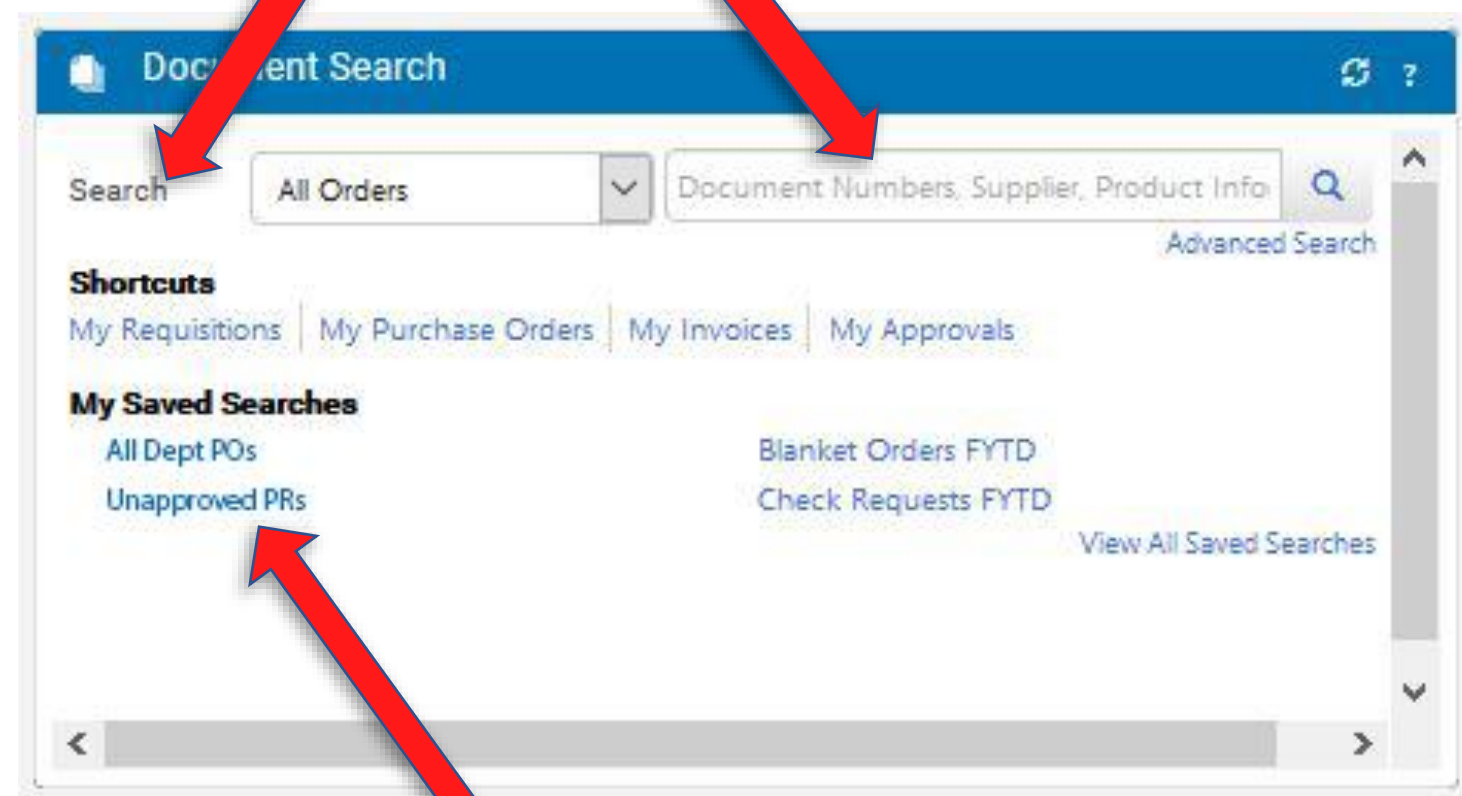 Document Search ?
Search All Orders Document Numbers, Supplier, Product Info
Advanced Search
Shortcuts
My Requisitions My Purchase Orders My Invoices My Approvals
My Saved Searches
All Dept POs Blanket Orders FYTD
Unapproved PRs Check Requests FYTD
View All Saved Searches